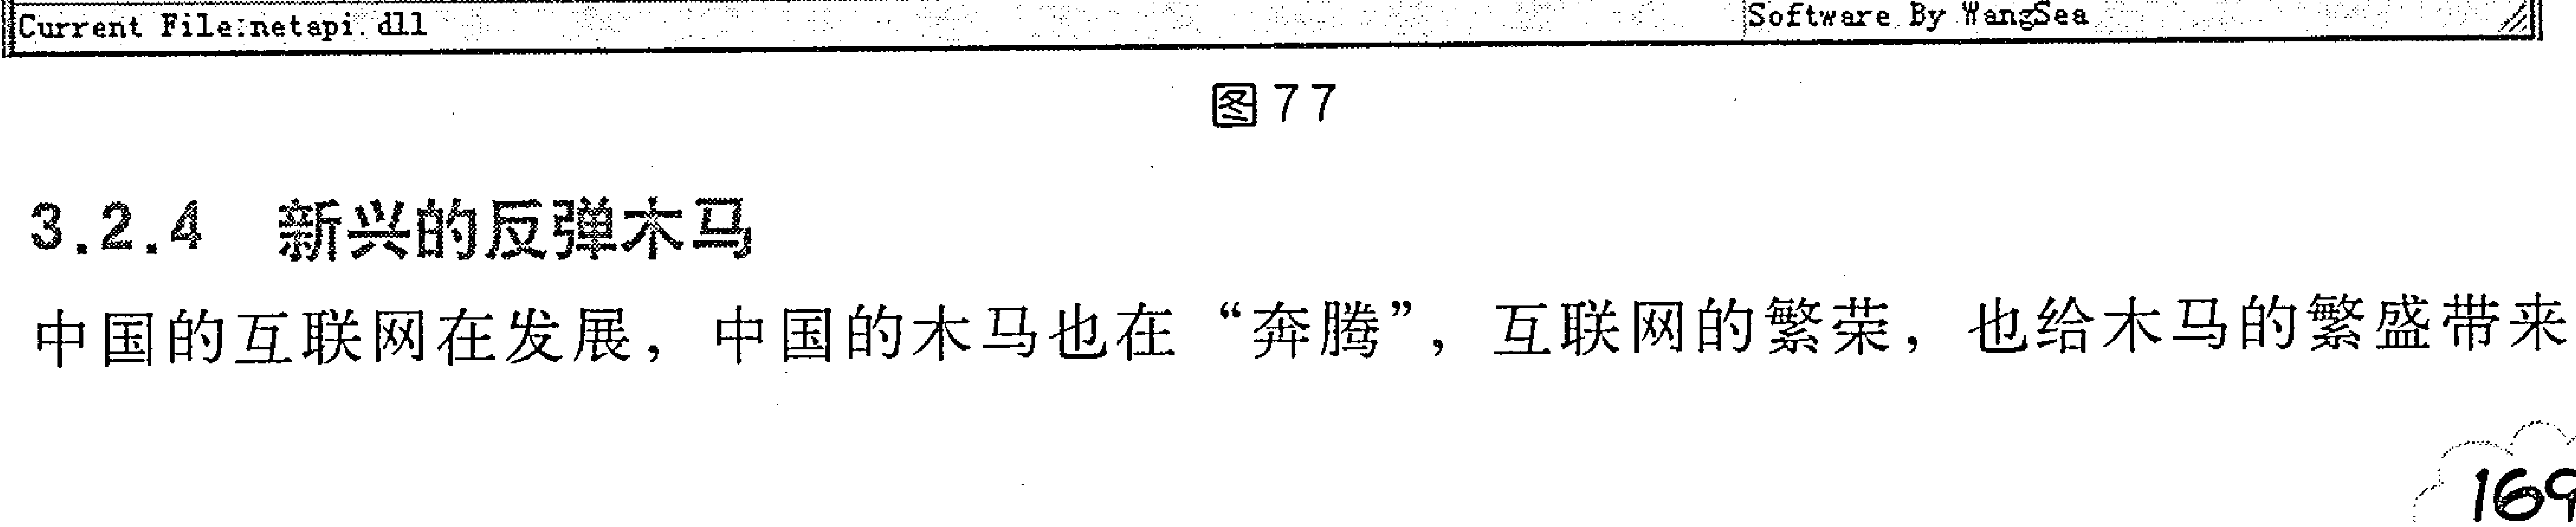 Current File:netapi.dll Software By WangSea
图77
3.2.4 新兴的反弹木马
中国的互联网在发展，中国的木马也在“奔腾”，互联网的繁荣，也给木马的繁盛带来
169